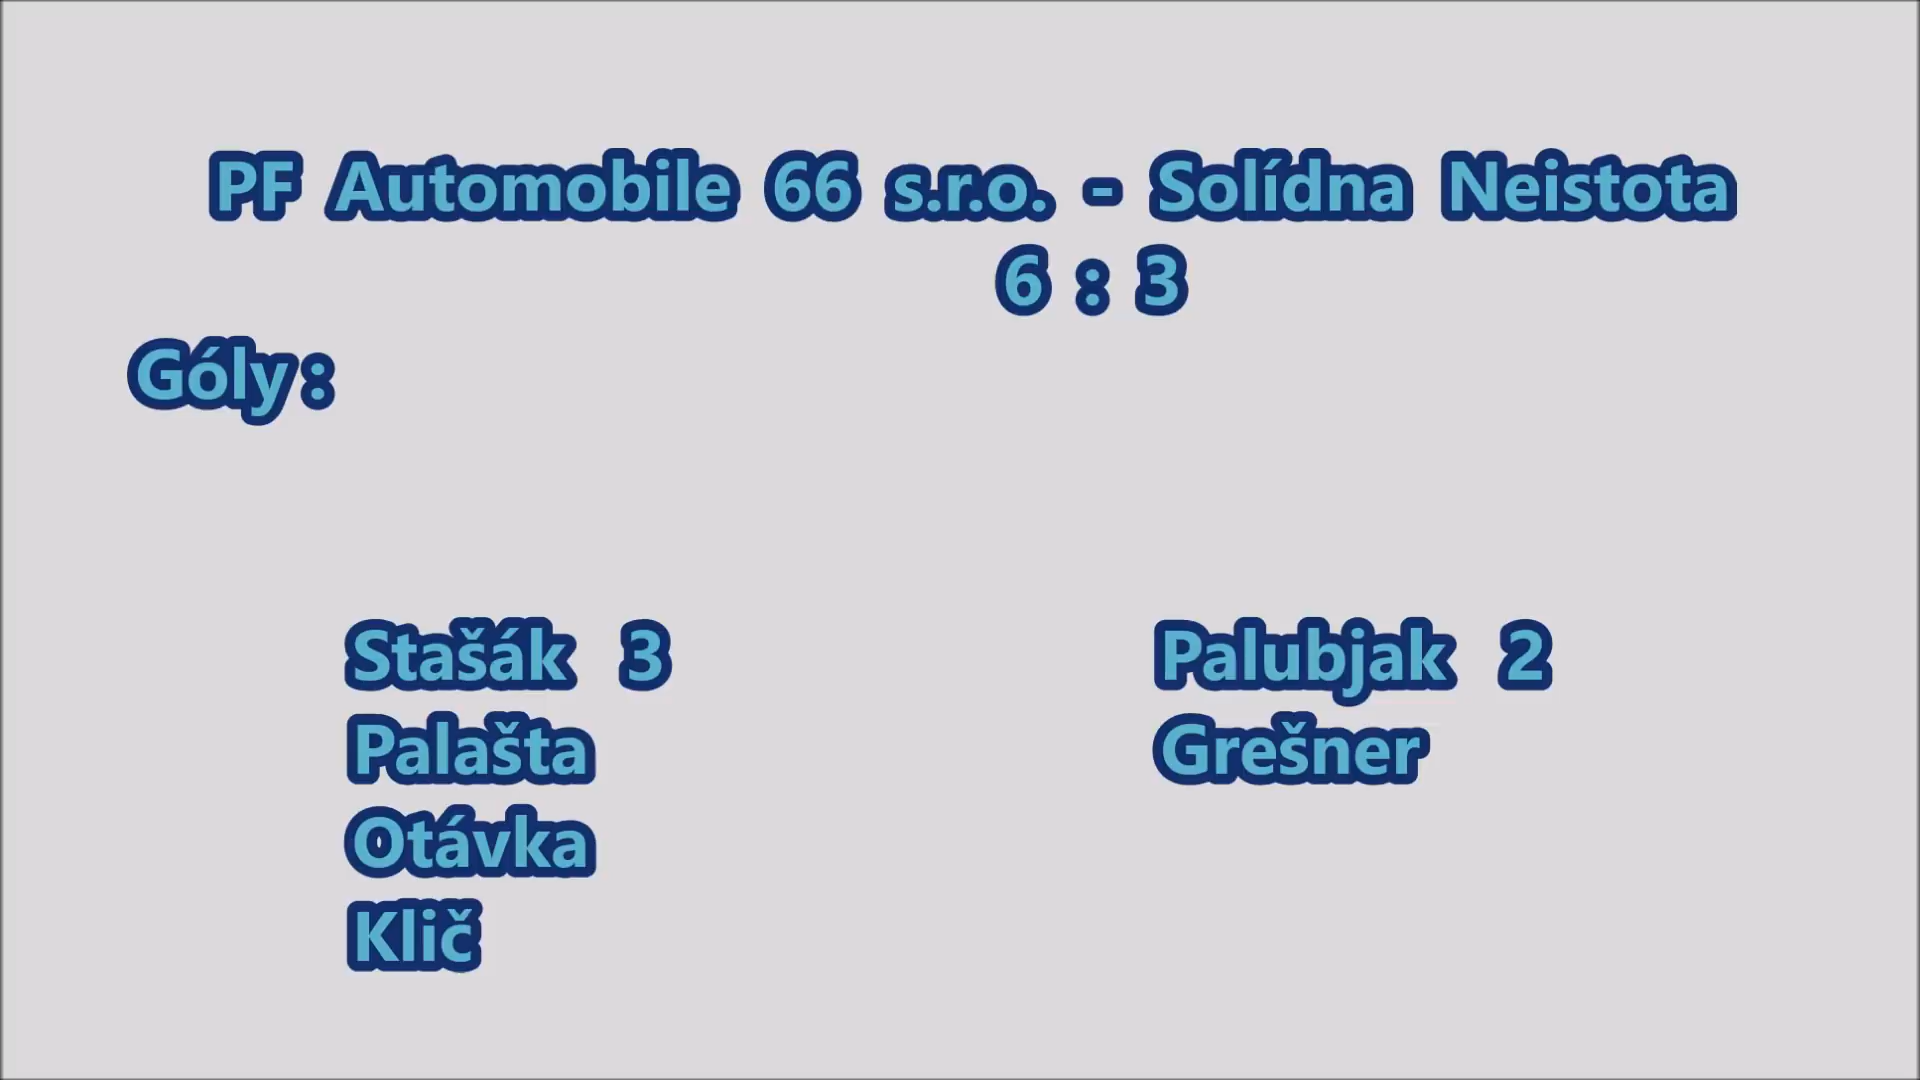 PF Automobile 66 s.r.o. - Solídna Neistota
6 : 3
Góly:
Stašák 3
Palašta
Otávka
Klič
Palubjak 2
Grešner